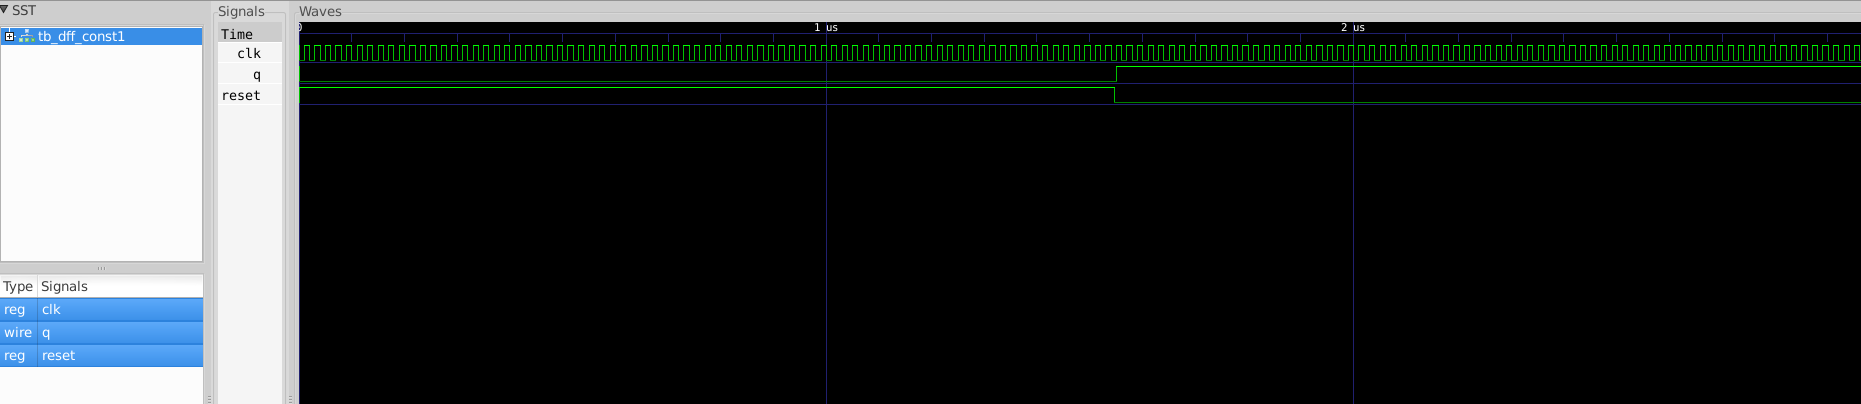 SST
tb_dff_const1
Type Signals
reg clk
wire q
reg reset
Signals
Time
clk
q
reset
Waves
0 1 us 2 us